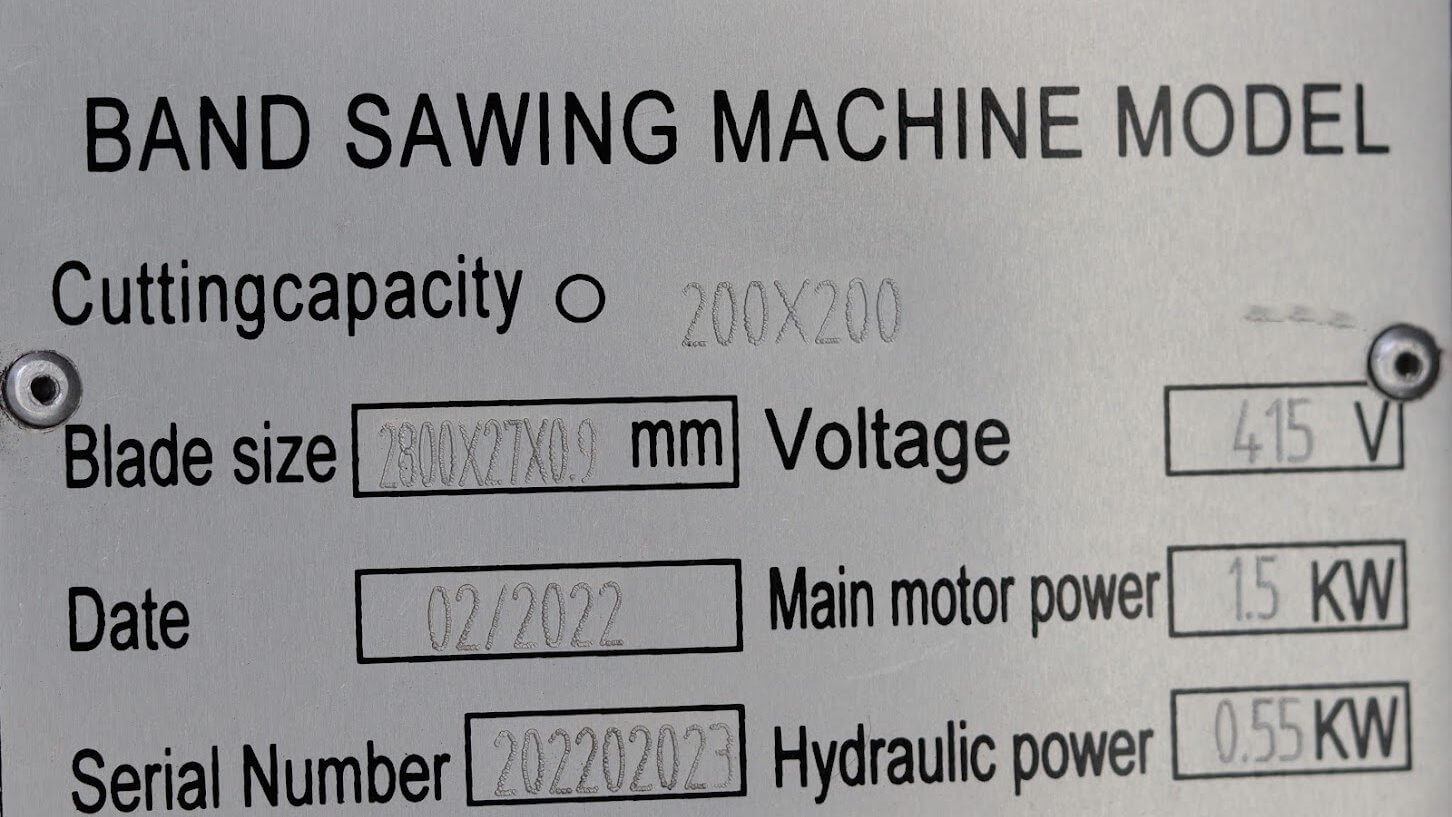 BAND SAWING MACHINE MODEL
Cuttingcapacity ○ 200X200
Blade size 2800X27X0.9 mm Voltage 415 V
Date 02/2022 Main motor power 1.5 KW
Serial Number 202202023 Hydraulic power 0.55 KW